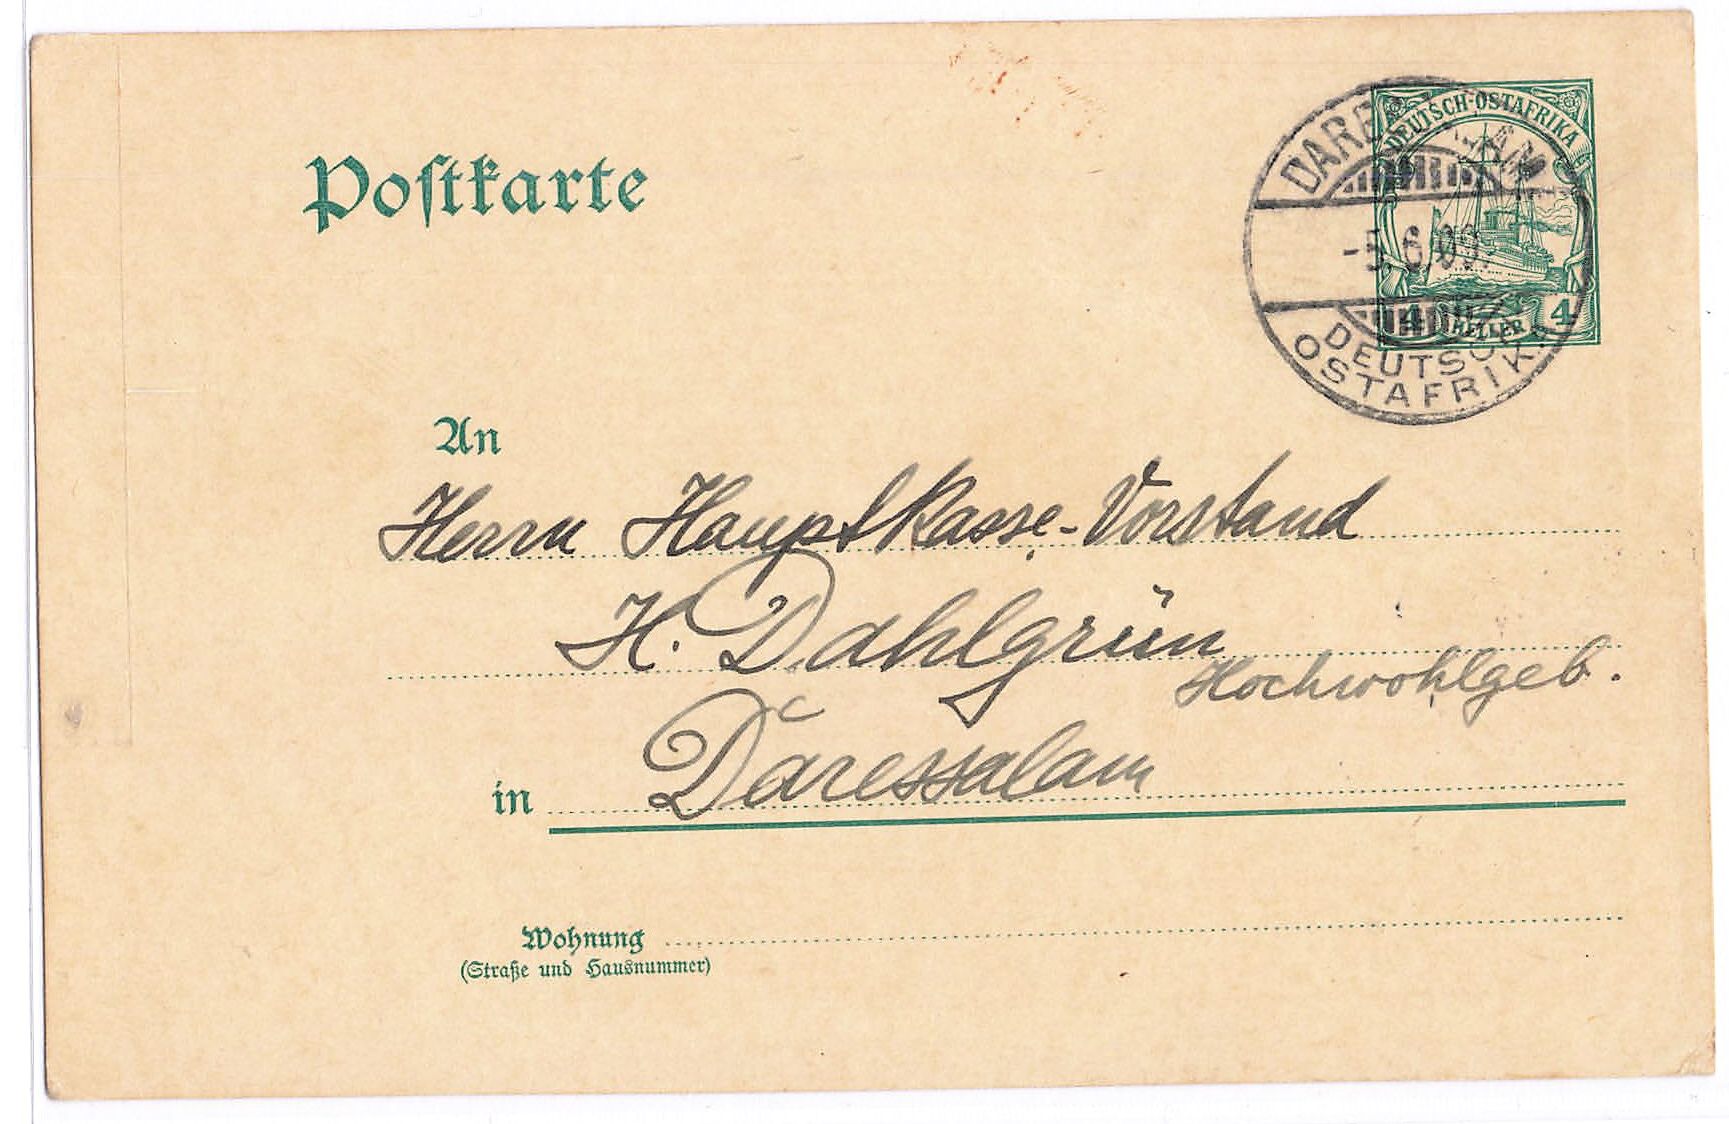 Postkarte
DEUTSCH-OSTAFRIKA
4 HELLER 4
-5.6.09.
DEUTSCH
OSTAFRIKA
An
Herrn Hauptkasse-Vorstand
H. Dahlgrün
Hochwohlgeb.
in Daressalam
Wohnung
(Straße und Hausnummer)